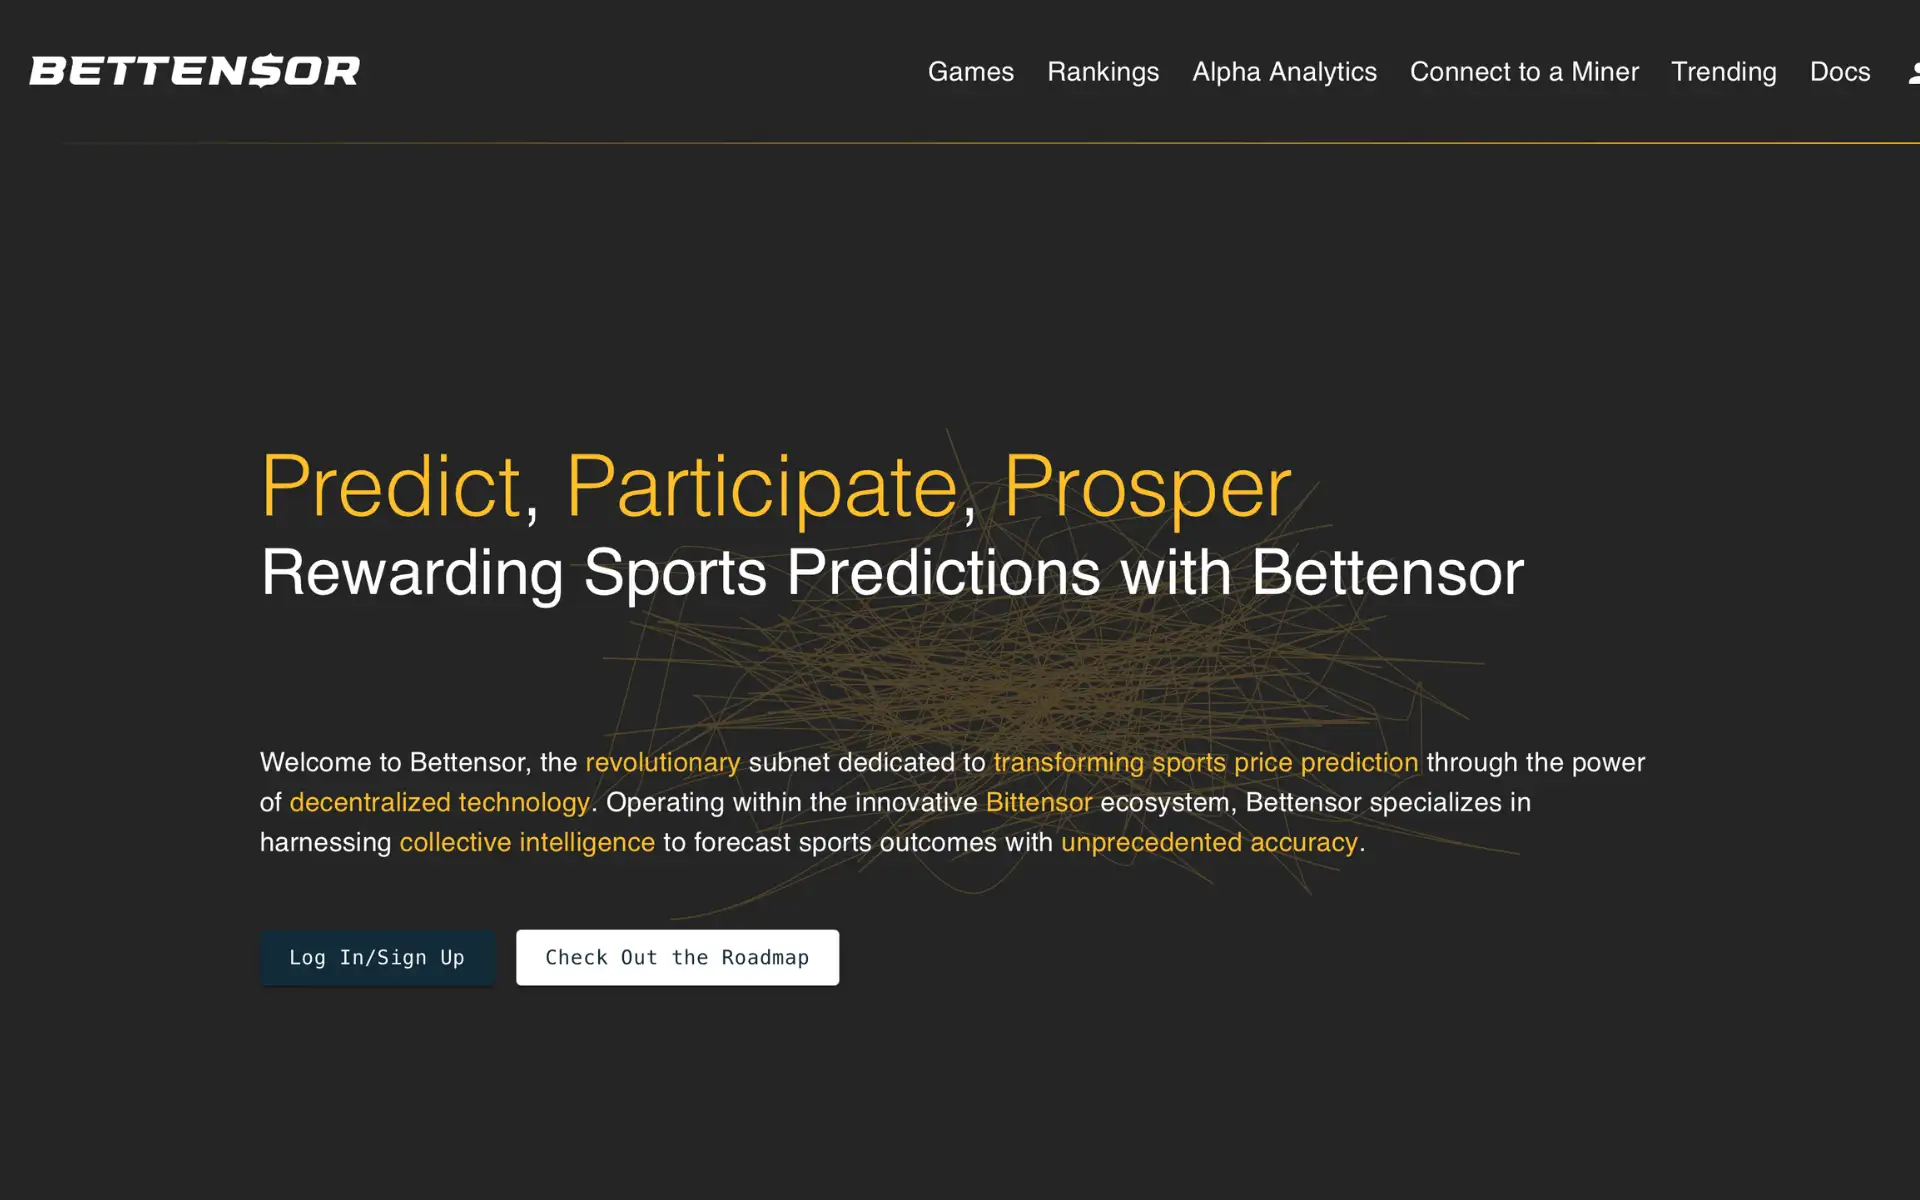 BETTEN$OR
Games Rankings Alpha Analytics Connect to a Miner Trending Docs
Predict, Participate, Prosper
Rewarding Sports Predictions with Bettensor
Welcome to Bettensor, the revolutionary subnet dedicated to transforming sports price prediction through the power
of decentralized technology. Operating within the innovative Bittensor ecosystem, Bettensor specializes in
harnessing collective intelligence to forecast sports outcomes with unprecedented accuracy.
Log In/Sign Up Check Out the Roadmap